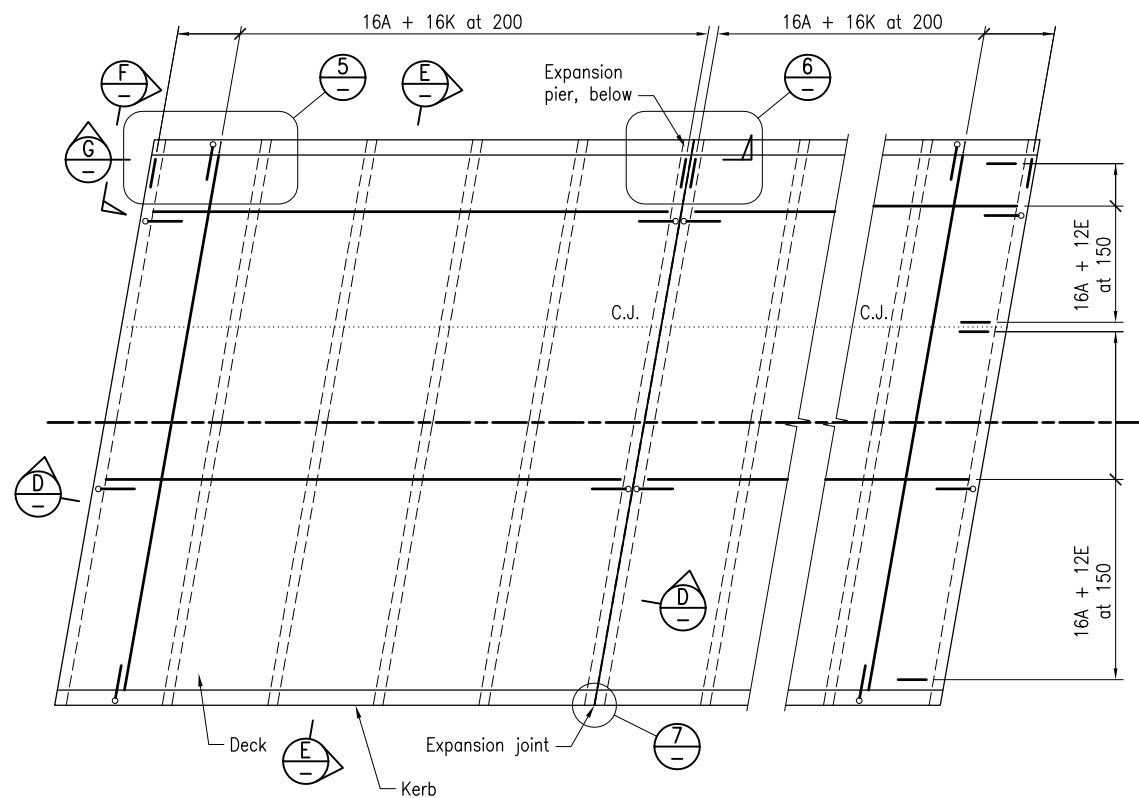 16A + 16K at 200
16A + 16K at 200
F
–
5
–
E
–
Expansion
pier, below
6
–
G
–
16A + 12E
at 150
C.J.
C.J.
D
–
D
–
16A + 12E
at 150
Deck
E
–
Expansion joint
7
–
Kerb